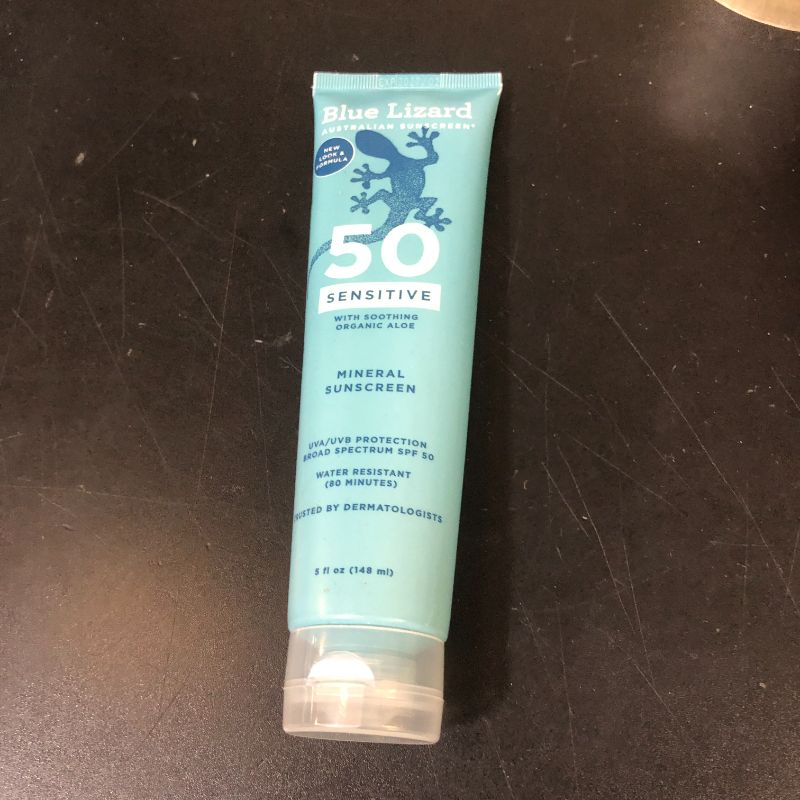 Blue Lizard
AUSTRALIAN SUNSCREEN
NEW
LOOK &
FORMULA
50
SENSITIVE
WITH SOOTHING
ORGANIC ALOE
MINERAL
SUNSCREEN
UVA/UVB PROTECTION
BROAD SPECTRUM SPF 50
WATER RESISTANT
(80 MINUTES)
BY DERMATOLOGISTS
5 fl oz (148 ml)